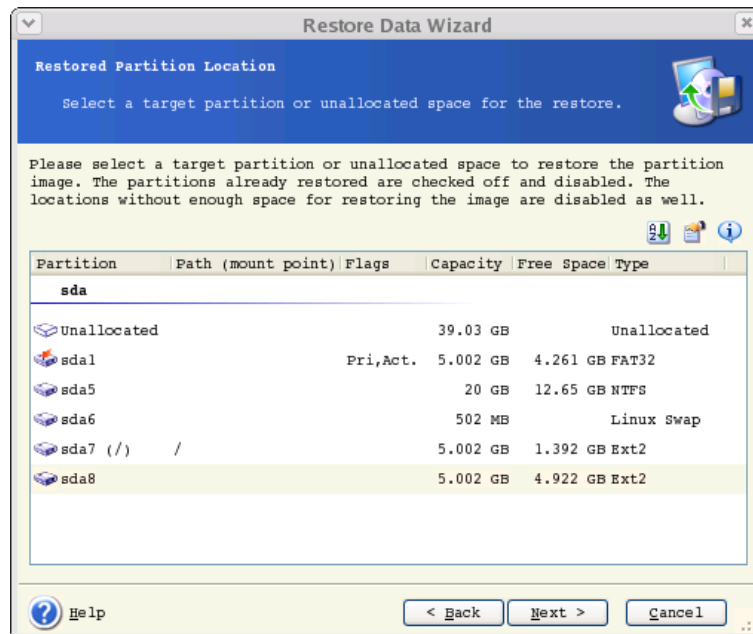 Restore Data Wizard
Restored Partition Location
Select a target partition or unallocated space for the restore.
Please select a target partition or unallocated space to restore the partition
image. The partitions already restored are checked off and disabled. The
locations without enough space for restoring the image are disabled as well.
Partition Path (mount point) Flags Capacity Free Space Type
sda
Unallocated 39.03 GB Unallocated
sda1 Pri,Act. 5.002 GB 4.261 GB FAT32
sda5 20 GB 12.65 GB NTFS
sda6 502 MB Linux Swap
sda7 (/) / 5.002 GB 1.392 GB Ext2
sda8 5.002 GB 4.922 GB Ext2
Help < Back Next > Cancel